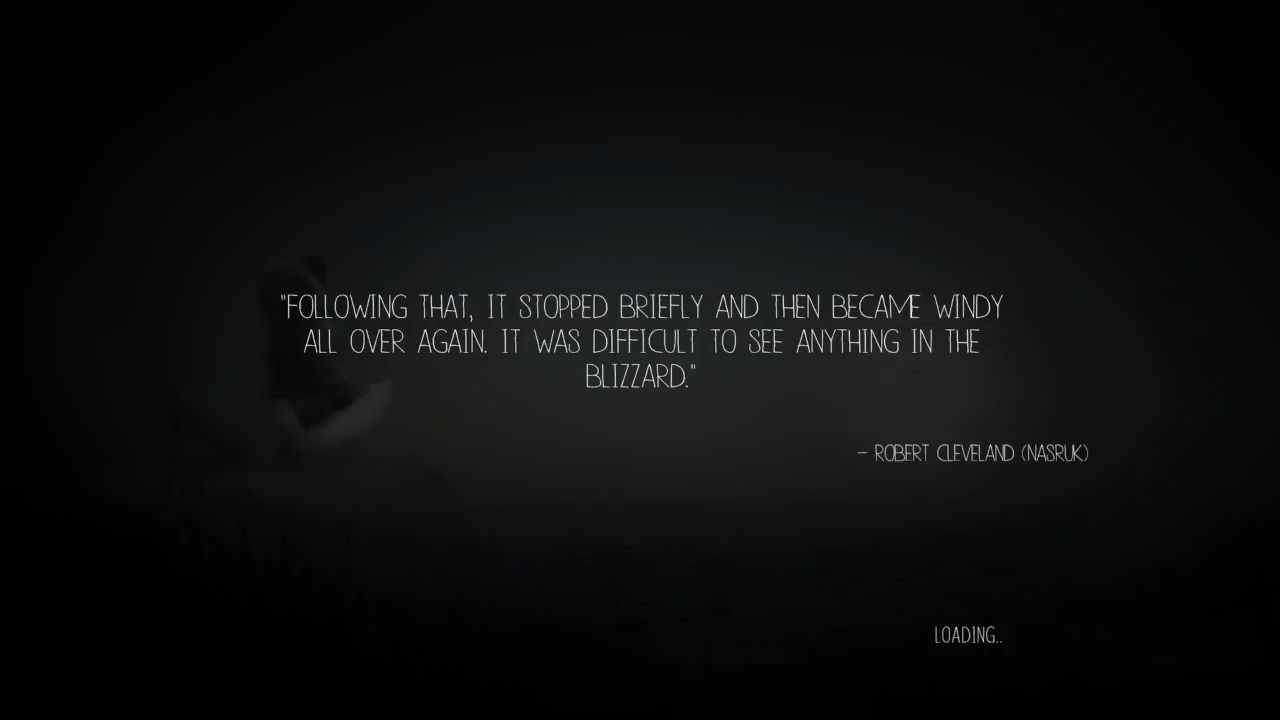 "FOLLOWING THAT, IT STOPPED BRIEFLY AND THEN BECAME WINDY
ALL OVER AGAIN. IT WAS DIFFICULT TO SEE ANYTHING IN THE
BLIZZARD."
- ROBERT CLEVELAND (NASRUK)
LOADING..